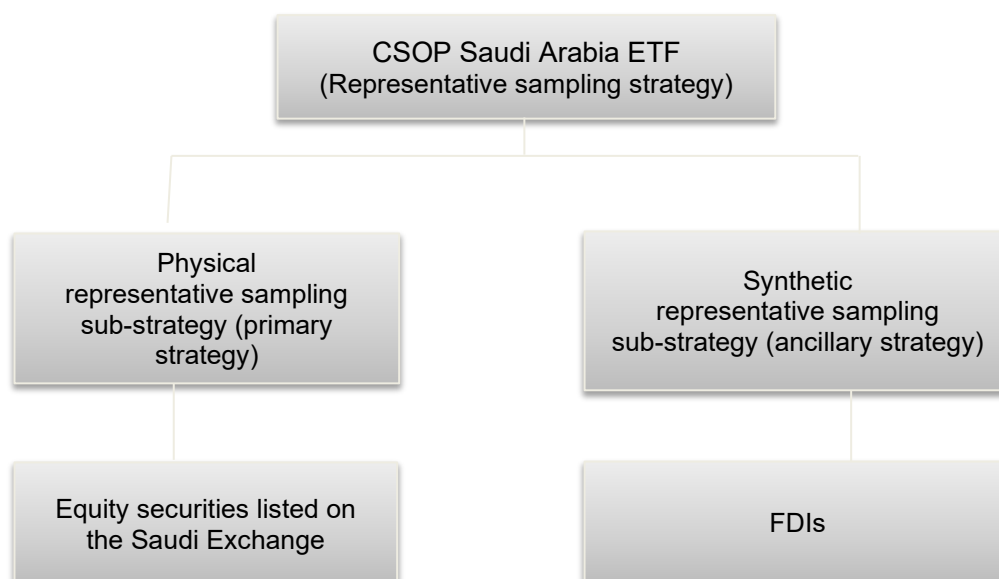 CSOP Saudi Arabia ETF
(Representative sampling strategy)
Physical
representative sampling
sub-strategy (primary
strategy)
Synthetic
representative sampling
sub-strategy (ancillary strategy)
Equity securities listed on
the Saudi Exchange
FDIs